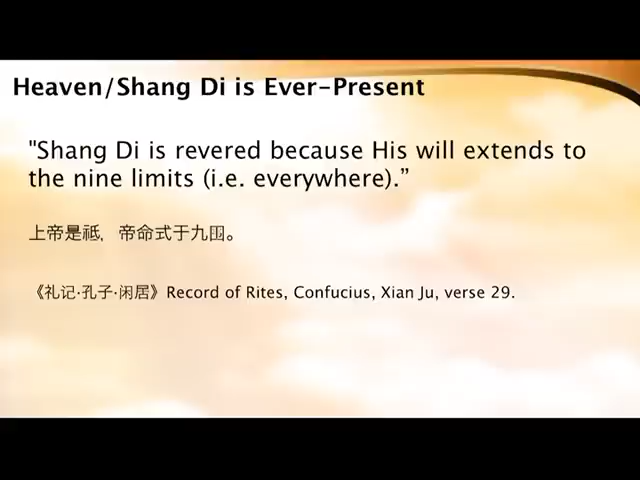 Heaven/Shang Di is Ever-Present
"Shang Di is revered because His will extends to
the nine limits (i.e. everywhere).”
上帝是祗，帝命式于九囲。
《礼记·孔子·闲居》Record of Rites, Confucius, Xian Ju, verse 29.